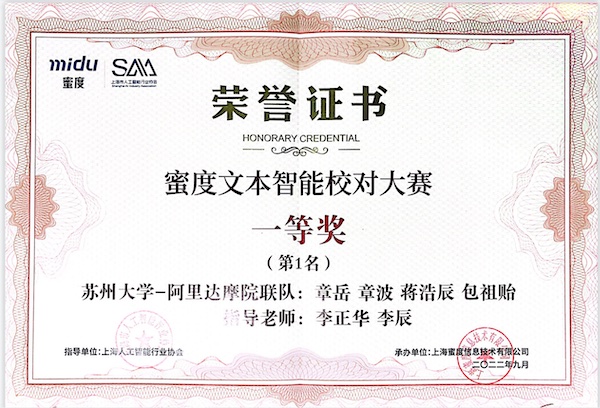 midu
蜜度
SAIA
上海市人工智能行业协会
Shanghai AI Industry Association
荣誉证书
HONORARY CREDENTIAL
蜜度文本智能校对大赛
一等奖
（第1名）
苏州大学-阿里达摩院联队：章岳 章波 蒋浩辰 包祖贻
指导老师：李正华 李辰
指导单位：上海人工智能行业协会
承办单位：上海蜜度信息技术有限公司
二〇二二年九月